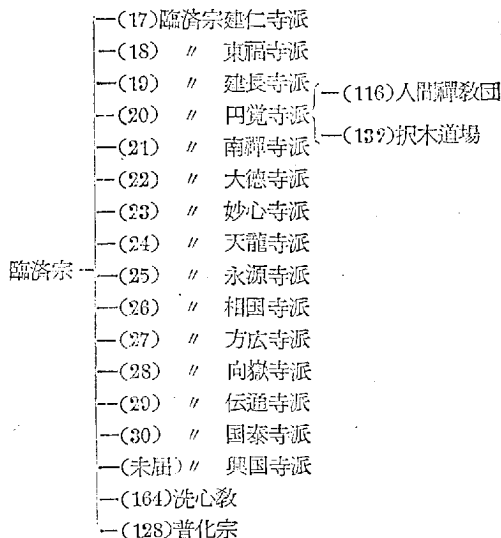 (17)臨済宗建仁寺派
(18) 〃 東福寺派
(19) 〃 建長寺派
(116)人間禪教団
(20) 〃 円覚寺派
(132)択木道場
(21) 〃 南禪寺派
(22) 〃 大徳寺派
(23) 〃 妙心寺派
(24) 〃 天龍寺派
臨済宗
(25) 〃 永源寺派
(26) 〃 相国寺派
(27) 〃 方広寺派
(28) 〃 向嶽寺派
(29) 〃 伝通寺派
(30) 〃 国泰寺派
(未届)〃 興国寺派
(164)洗心教
(128)普化宗